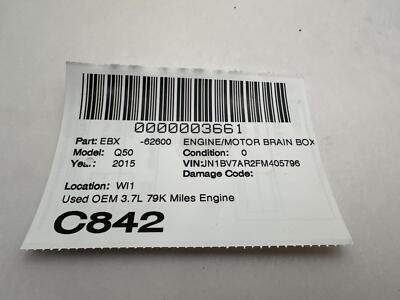 0000003661
Part: EBX -62600 ENGINE/MOTOR BRAIN BOX
Model: Q50 Condition: 0
Year: 2015 VIN:JN1BV7AR2FM405796
Damage Code:
Location: WI1
Used OEM 3.7L 79K Miles Engine
C842